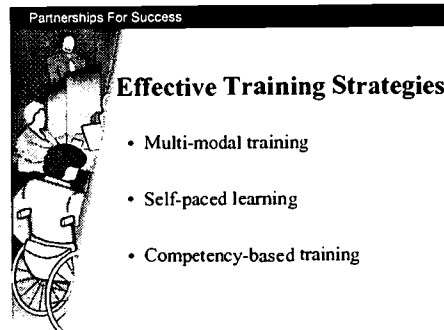 Partnerships For Success
Effective Training Strategies
• Multi-modal training
• Self-paced learning
• Competency-based training